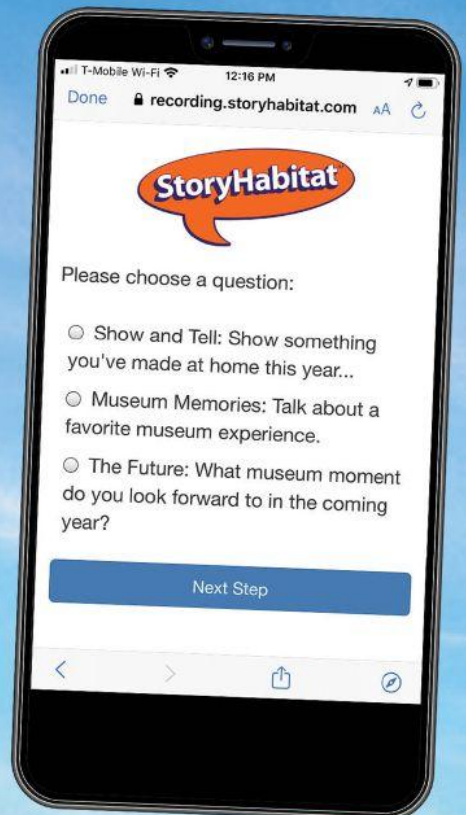 T-Mobile Wi-Fi 12:16 PM
Done recording.storyhabitat.com AA
StoryHabitat™
Please choose a question:
Show and Tell: Show something
you've made at home this year...
Museum Memories: Talk about a
favorite museum experience.
The Future: What museum moment
do you look forward to in the coming
year?
Next Step